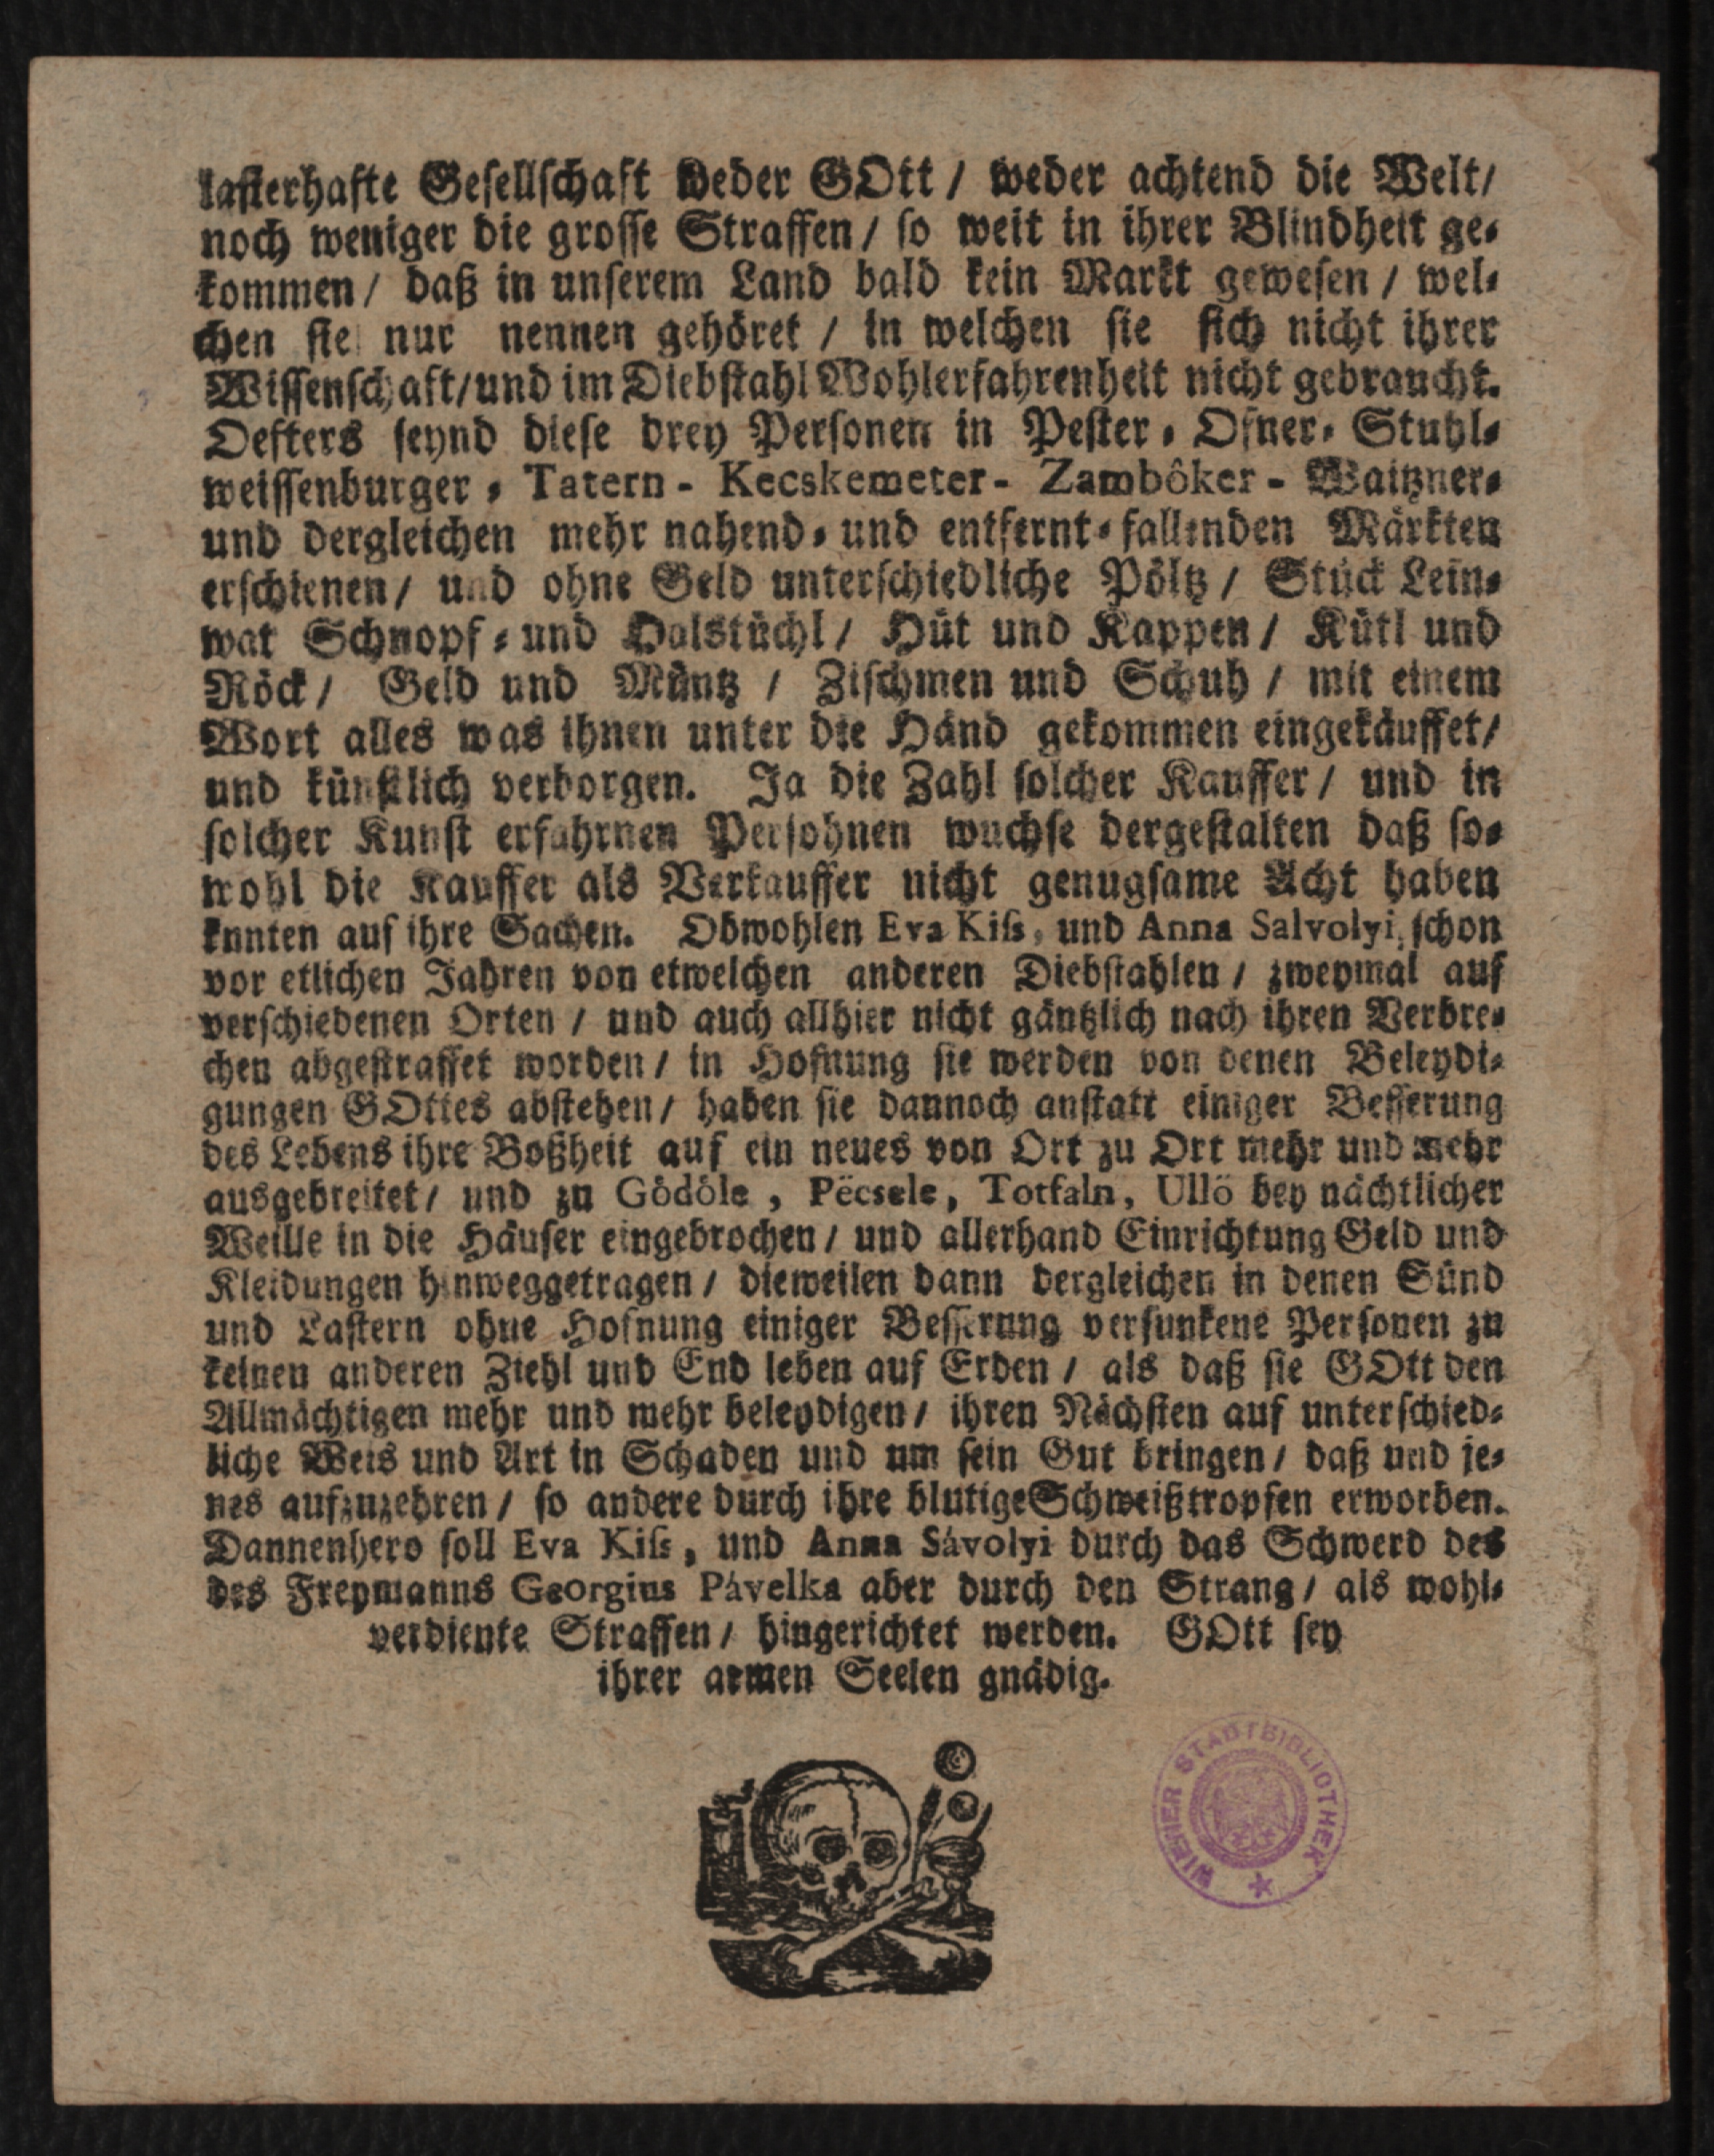 lasterhafte Gesellschaft weder GOtt / weder achtend die Welt/
noch weniger die grosse Straffen / so weit in ihrer Blindheit ge-
kommen / daß in unserem Land bald kein Markt gewesen / wel-
chen sie nur nennen gehöret / in welchen sie sich nicht ihrer
Wissenschaft/und im Diebstahl Wohlerfahrenheit nicht gebraucht.
Oefters seynd diese drey Personen in Pester- Ofner- Stuhl-
weissenburger- Tatern - Kecskemeter - Zambôker - Waitzner-
und dergleichen mehr nahend- und entfernt-fallenden Märkten
erschienen / und ohne Geld unterschiedliche Pöltz / Stück Lein-
wat Schnopf- und Halstüchl / Hüt und Kappen / Kütl und
Röck / Geld und Müntz / Zischmen und Schuh / mit einem
Wort alles was ihnen unter die Händ gekommen eingekäuffet/
und künstlich verborgen. Ja die Zahl solcher Kauffer / und in
solcher Kunst erfahrnen Persohnen wuchse dergestalten daß so-
wohl die Kauffer als Verkauffer nicht genugsame Acht haben
knnten auf ihre Sachen. Obwohlen Eva Kiss, und Anna Salvolyi, schon
vor etlichen Jahren von etwelchen anderen Diebstahlen / zweymal auf
verschiedenen Orten / und auch allhier nicht gäntzlich nach ihren Verbre-
chen abgestraffet worden / in Hofnung sie werden von denen Beleydi-
gungen GOttes abstehen / haben sie dannoch anstatt einiger Besserung
des Lebens ihre Boßheit auf ein neues von Ort zu Ort mehr und mehr
ausgebreitet / und zu Gödöle, Pëcsele, Totfaln, Ullö bey nächtlicher
Weille in die Häuser eingebrochen / und allerhand Einrichtung Geld und
Kleidungen hinweggetragen / dieweilen dann dergleichen in denen Sünd
und Lastern ohne Hofnung einiger Besserung versunkene Personen zu
keinen anderen Ziehl und End leben auf Erden / als daß sie GOtt den
Allmächtigen mehr und mehr beleydigen / ihren Nächsten auf unterschied-
liche Weis und Art in Schaden und um sein Gut bringen / daß und je-
nes aufzuzehren / so andere durch ihre blutige Schweißtropfen erworben.
Dannenhero soll Eva Kiss, und Anna Sávolyi durch das Schwerd des
des Freymanns Georgius Pávelka aber durch den Strang / als wohl-
verdiente Straffen / hingerichtet werden. GOtt sey
ihrer armen Seelen gnädig.
WIENER STADTBIBLIOTHEK *